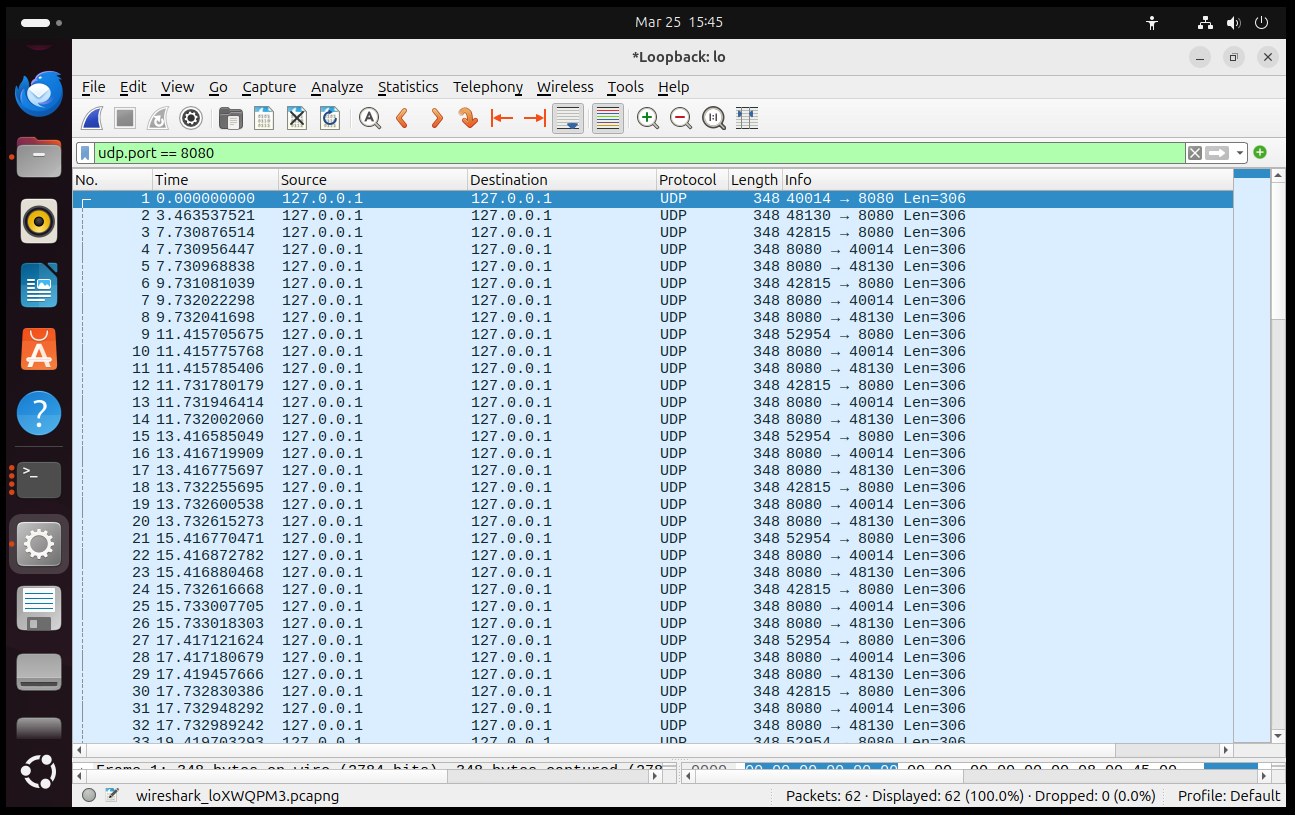 Mar 25 15:45
*Loopback: lo
File Edit View Go Capture Analyze Statistics Telephony Wireless Tools Help
udp.port == 8080
No. Time Source Destination Protocol Length Info
1 0.000000000 127.0.0.1 127.0.0.1 UDP 348 40014 → 8080 Len=306
2 3.463537521 127.0.0.1 127.0.0.1 UDP 348 48130 → 8080 Len=306
3 7.730876514 127.0.0.1 127.0.0.1 UDP 348 42815 → 8080 Len=306
4 7.730956447 127.0.0.1 127.0.0.1 UDP 348 8080 → 40014 Len=306
5 7.730968838 127.0.0.1 127.0.0.1 UDP 348 8080 → 48130 Len=306
6 9.731081039 127.0.0.1 127.0.0.1 UDP 348 42815 → 8080 Len=306
7 9.732022298 127.0.0.1 127.0.0.1 UDP 348 8080 → 40014 Len=306
8 9.732041698 127.0.0.1 127.0.0.1 UDP 348 8080 → 48130 Len=306
9 11.415705675 127.0.0.1 127.0.0.1 UDP 348 52954 → 8080 Len=306
10 11.415775768 127.0.0.1 127.0.0.1 UDP 348 8080 → 40014 Len=306
11 11.415785406 127.0.0.1 127.0.0.1 UDP 348 8080 → 48130 Len=306
12 11.731780179 127.0.0.1 127.0.0.1 UDP 348 42815 → 8080 Len=306
13 11.731946414 127.0.0.1 127.0.0.1 UDP 348 8080 → 40014 Len=306
14 11.732002060 127.0.0.1 127.0.0.1 UDP 348 8080 → 48130 Len=306
15 13.416585049 127.0.0.1 127.0.0.1 UDP 348 52954 → 8080 Len=306
16 13.416719909 127.0.0.1 127.0.0.1 UDP 348 8080 → 40014 Len=306
17 13.416775697 127.0.0.1 127.0.0.1 UDP 348 8080 → 48130 Len=306
18 13.732255695 127.0.0.1 127.0.0.1 UDP 348 42815 → 8080 Len=306
19 13.732600538 127.0.0.1 127.0.0.1 UDP 348 8080 → 40014 Len=306
20 13.732615273 127.0.0.1 127.0.0.1 UDP 348 8080 → 48130 Len=306
21 15.416770471 127.0.0.1 127.0.0.1 UDP 348 52954 → 8080 Len=306
22 15.416872782 127.0.0.1 127.0.0.1 UDP 348 8080 → 40014 Len=306
23 15.416880468 127.0.0.1 127.0.0.1 UDP 348 8080 → 48130 Len=306
24 15.732616668 127.0.0.1 127.0.0.1 UDP 348 42815 → 8080 Len=306
25 15.733007705 127.0.0.1 127.0.0.1 UDP 348 8080 → 40014 Len=306
26 15.733018303 127.0.0.1 127.0.0.1 UDP 348 8080 → 48130 Len=306
27 17.417121624 127.0.0.1 127.0.0.1 UDP 348 52954 → 8080 Len=306
28 17.417180679 127.0.0.1 127.0.0.1 UDP 348 8080 → 40014 Len=306
29 17.419457666 127.0.0.1 127.0.0.1 UDP 348 8080 → 48130 Len=306
30 17.732830386 127.0.0.1 127.0.0.1 UDP 348 42815 → 8080 Len=306
31 17.732948292 127.0.0.1 127.0.0.1 UDP 348 8080 → 40014 Len=306
32 17.732989242 127.0.0.1 127.0.0.1 UDP 348 8080 → 48130 Len=306
33 19.419703293 127.0.0.1 127.0.0.1 UDP 348 52954 → 8080 Len=306
Frame 1: 348 bytes on wire (2784 bits), 348 bytes captured (278
wireshark_loXWQPM3.pcapng Packets: 62 · Displayed: 62 (100.0%) · Dropped: 0 (0.0%) Profile: Default